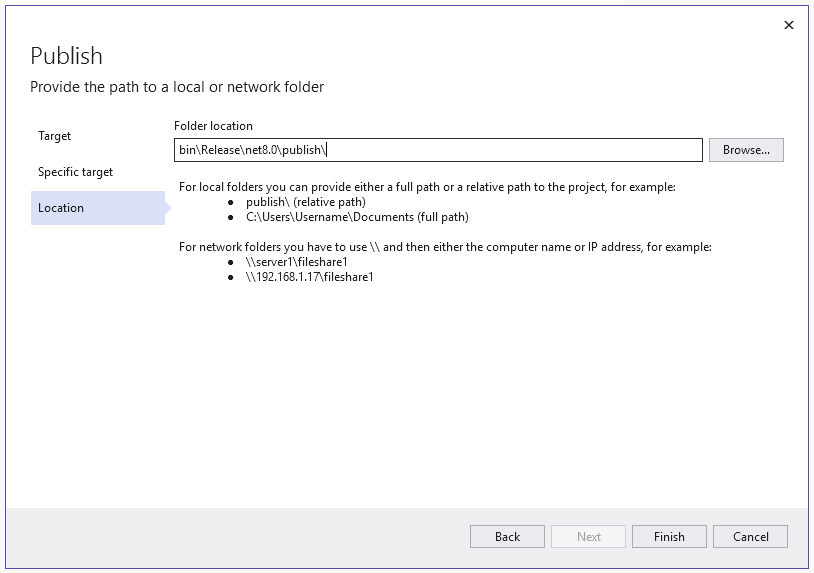 Publish
Provide the path to a local or network folder
Target
Specific target
Location
Folder location
bin\Release\net8.0\publish\
Browse...
For local folders you can provide either a full path or a relative path to the project, for example:
● publish\ (relative path)
● C:\Users\Username\Documents (full path)
For network folders you have to use \\ and then either the computer name or IP address, for example:
● \\server1\fileshare1
● \\192.168.1.17\fileshare1
Back Next Finish Cancel